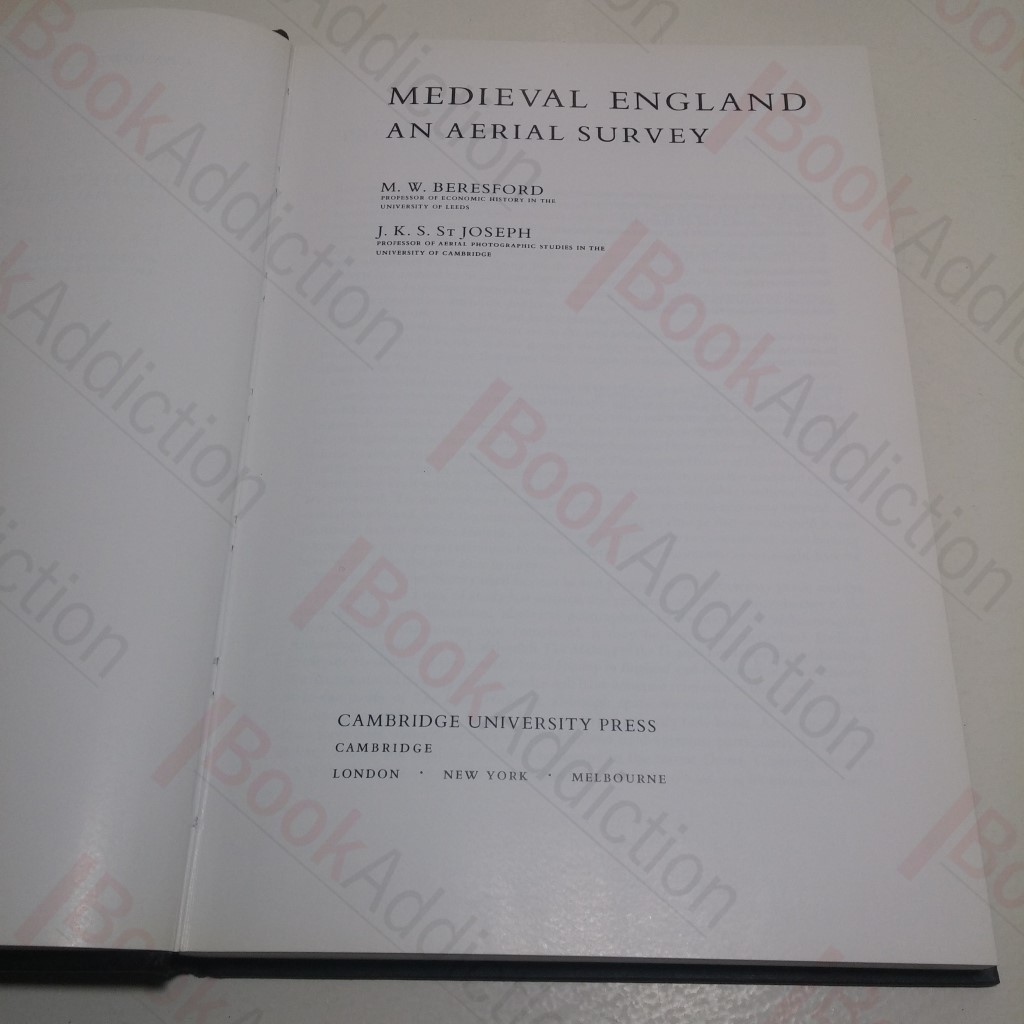 MEDIEVAL ENGLAND
AN AERIAL SURVEY
M. W. BERESFORD
PROFESSOR OF ECONOMIC HISTORY IN THE
UNIVERSITY OF LEEDS
J. K. S. ST JOSEPH
PROFESSOR OF AERIAL PHOTOGRAPHIC STUDIES IN THE
UNIVERSITY OF CAMBRIDGE
CAMBRIDGE UNIVERSITY PRESS
CAMBRIDGE
LONDON · NEW YORK · MELBOURNE
BookAddiction